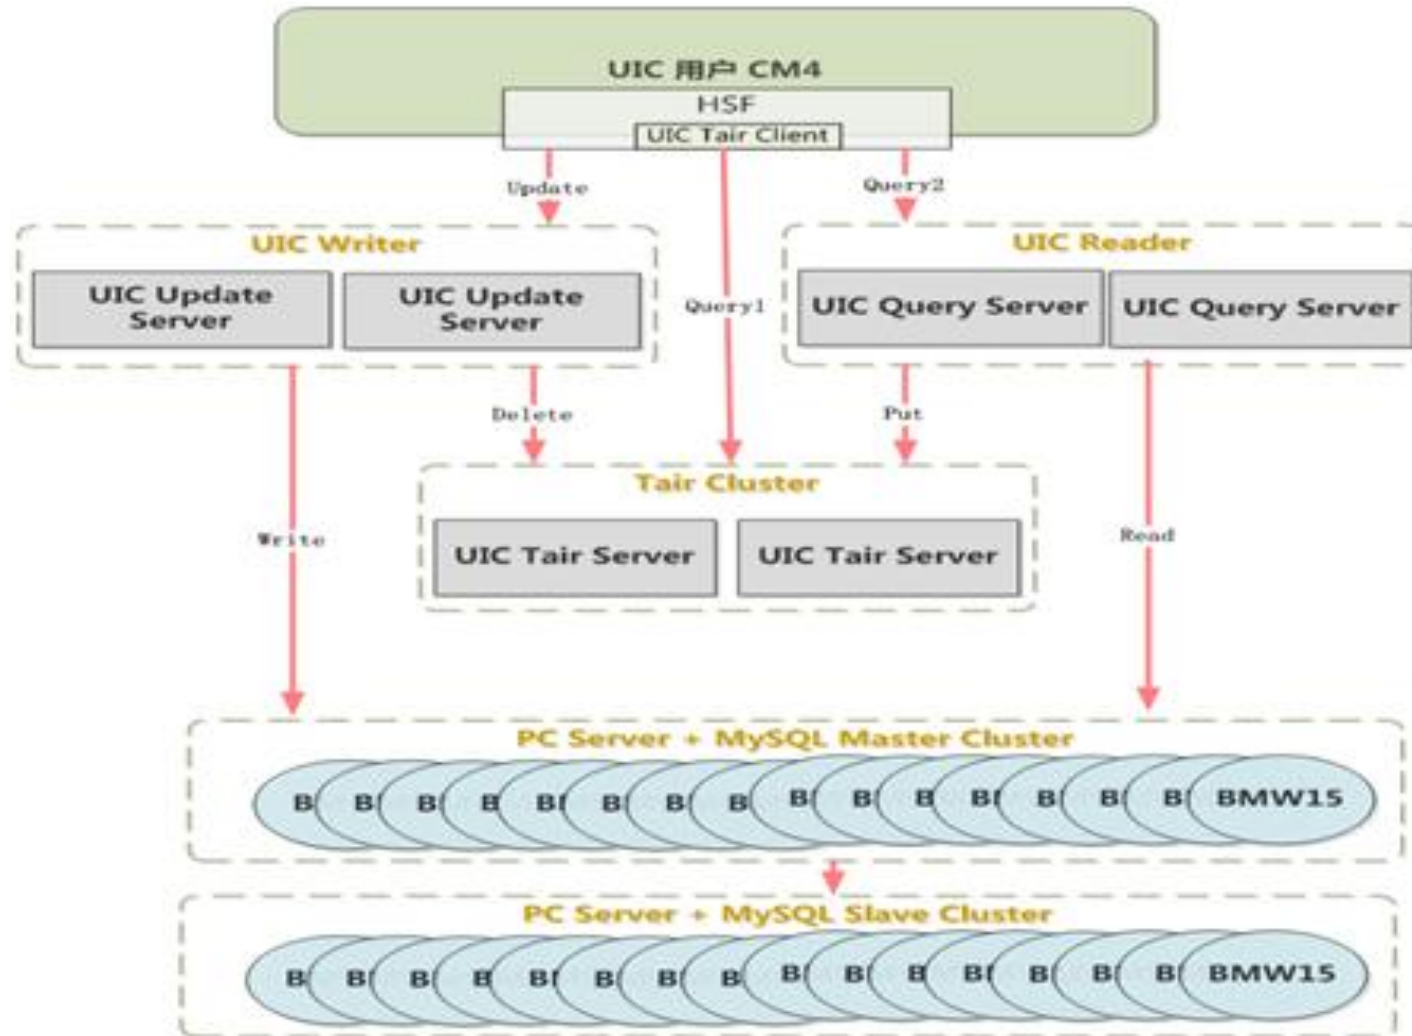 UIC 用户 CM4
HSF
UIC Tair Client
Update
Query2
UIC Writer
UIC Reader
UIC Update
Server
UIC Update
Server
Query1
UIC Query Server
UIC Query Server
Delete
Put
Tair Cluster
Write
UIC Tair Server
UIC Tair Server
Read
PC Server + MySQL Master Cluster
B B B B B B B B B B B B B B B BMW15
PC Server + MySQL Slave Cluster
B B B B B B B B B B B B B B B BMW15